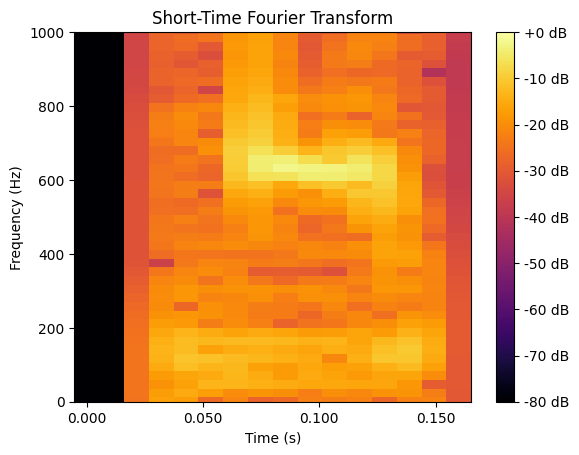 Short-Time Fourier Transform
1000
800
600
400
200
0
Frequency (Hz)
0.000
0.050
0.100
0.150
Time (s)
+0 dB
-10 dB
-20 dB
-30 dB
-40 dB
-50 dB
-60 dB
-70 dB
-80 dB